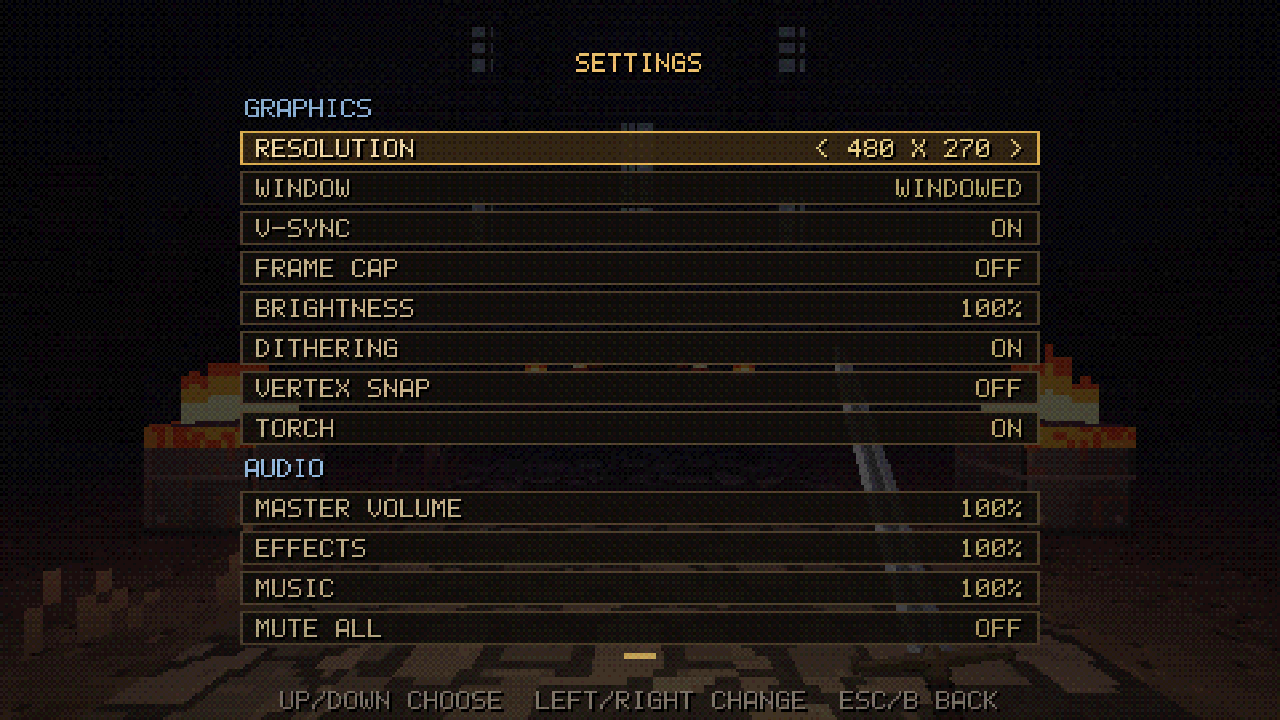 SETTINGS
GRAPHICS
RESOLUTION < 480 X 270 >
WINDOW WINDOWED
V-SYNC ON
FRAME CAP OFF
BRIGHTNESS 100%
DITHERING ON
VERTEX SNAP OFF
TORCH ON
AUDIO
MASTER VOLUME 100%
EFFECTS 100%
MUSIC 100%
MUTE ALL OFF
UP/DOWN CHOOSE LEFT/RIGHT CHANGE ESC/B BACK